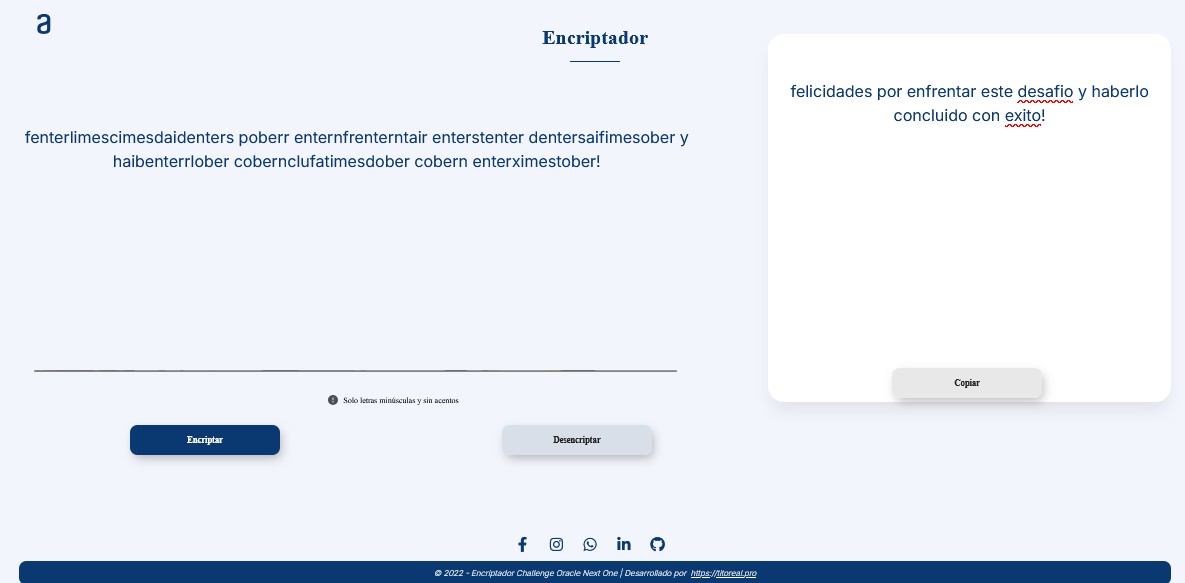 a
Encriptador
fenterlimescimesdaidenters poberr enternfrenterntair enterstenter dentersaifimesober y
haibenterrlober cobernclufatimesdober cobern enterximestober!
Solo letras minúsculas y sin acentos
Encriptar
Desencriptar
felicidades por enfrentar este desafio y haberlo
concluido con exito!
Copiar
© 2022 - Encriptador Challenge Oracle Next One | Desarrollado por https://titoreal.pro